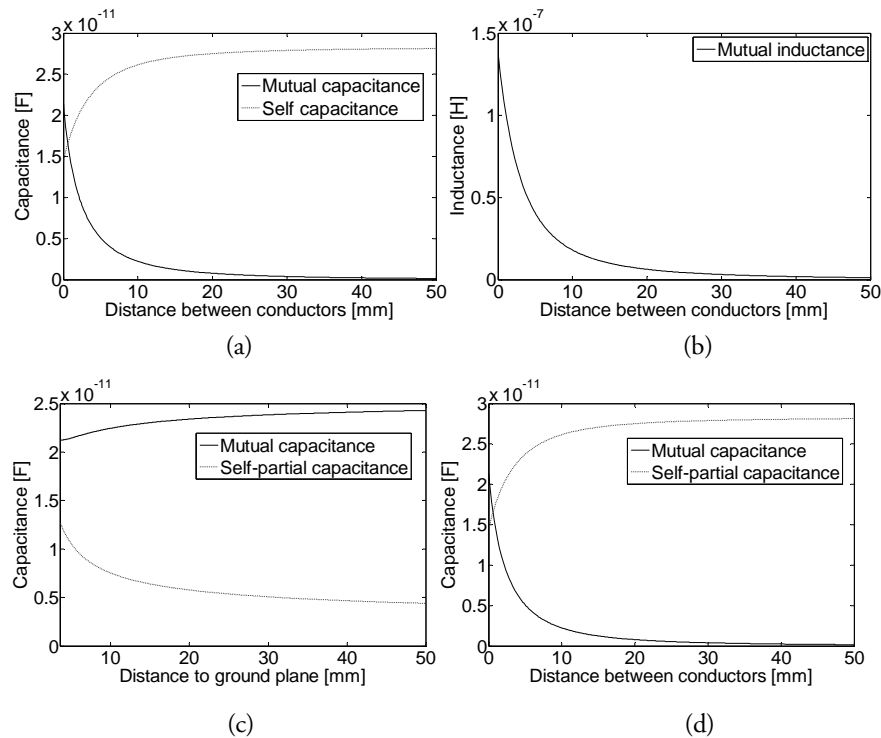 x 10⁻¹¹
3
2.5
2
1.5
1
0.5
0
Capacitance [F]
Mutual capacitance
Self capacitance
0 10 20 30 40 50
Distance between conductors [mm]
(a)
x 10⁻⁷
1.5
1
0.5
0
Inductance [H]
Mutual inductance
0 10 20 30 40 50
Distance between conductors [mm]
(b)
x 10⁻¹¹
2.5
2
1.5
1
0.5
0
Capacitance [F]
Mutual capacitance
Self-partial capacitance
10 20 30 40 50
Distance to ground plane [mm]
(c)
x 10⁻¹¹
3
2.5
2
1.5
1
0.5
0
Capacitance [F]
Mutual capacitance
Self-partial capacitance
0 10 20 30 40 50
Distance between conductors [mm]
(d)